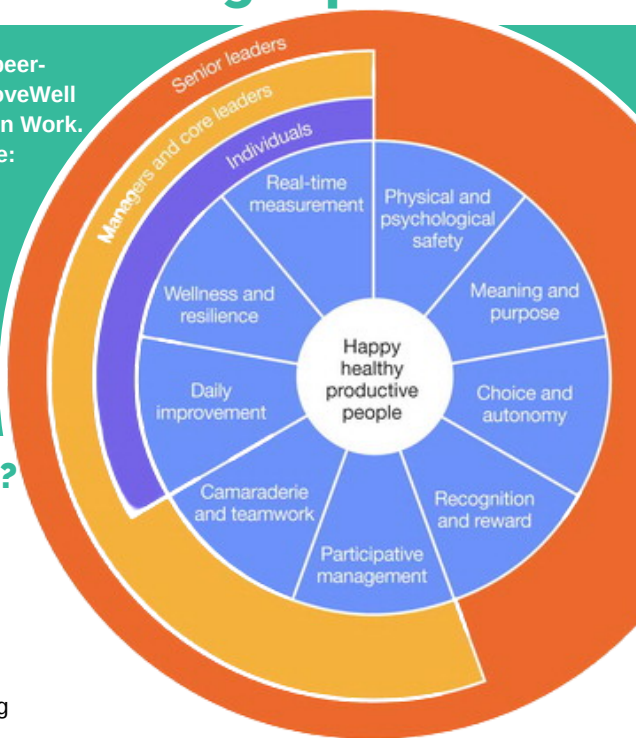 g p
peer-
oveWell
n Work.
e:
?
g
Senior leaders
Managers and core leaders
Individuals
Real-time
measurement
Physical and
psychological
safety
Meaning and
purpose
Choice and
autonomy
Recognition
and reward
Participative
management
Camaraderie
and teamwork
Daily
improvement
Wellness and
resilience
Happy
healthy
productive
people